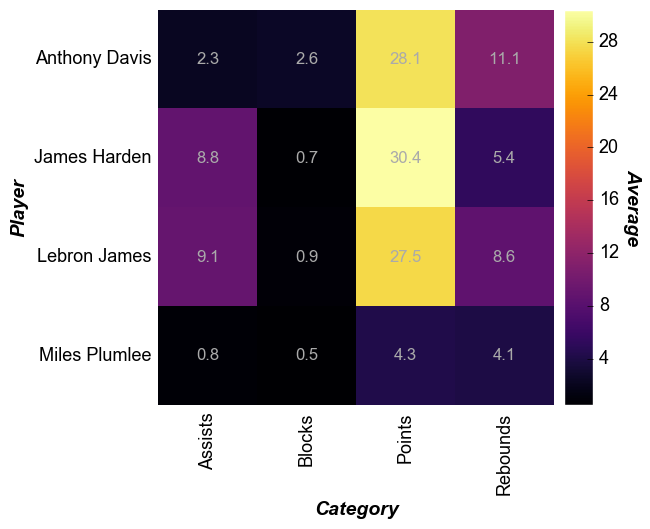 Anthony Davis 2.3 2.6 28.1 11.1
James Harden 8.8 0.7 30.4 5.4
Lebron James 9.1 0.9 27.5 8.6
Miles Plumlee 0.8 0.5 4.3 4.1
Player
Assists
Blocks
Points
Rebounds
Category
28
24
20
16
12
8
4
Average